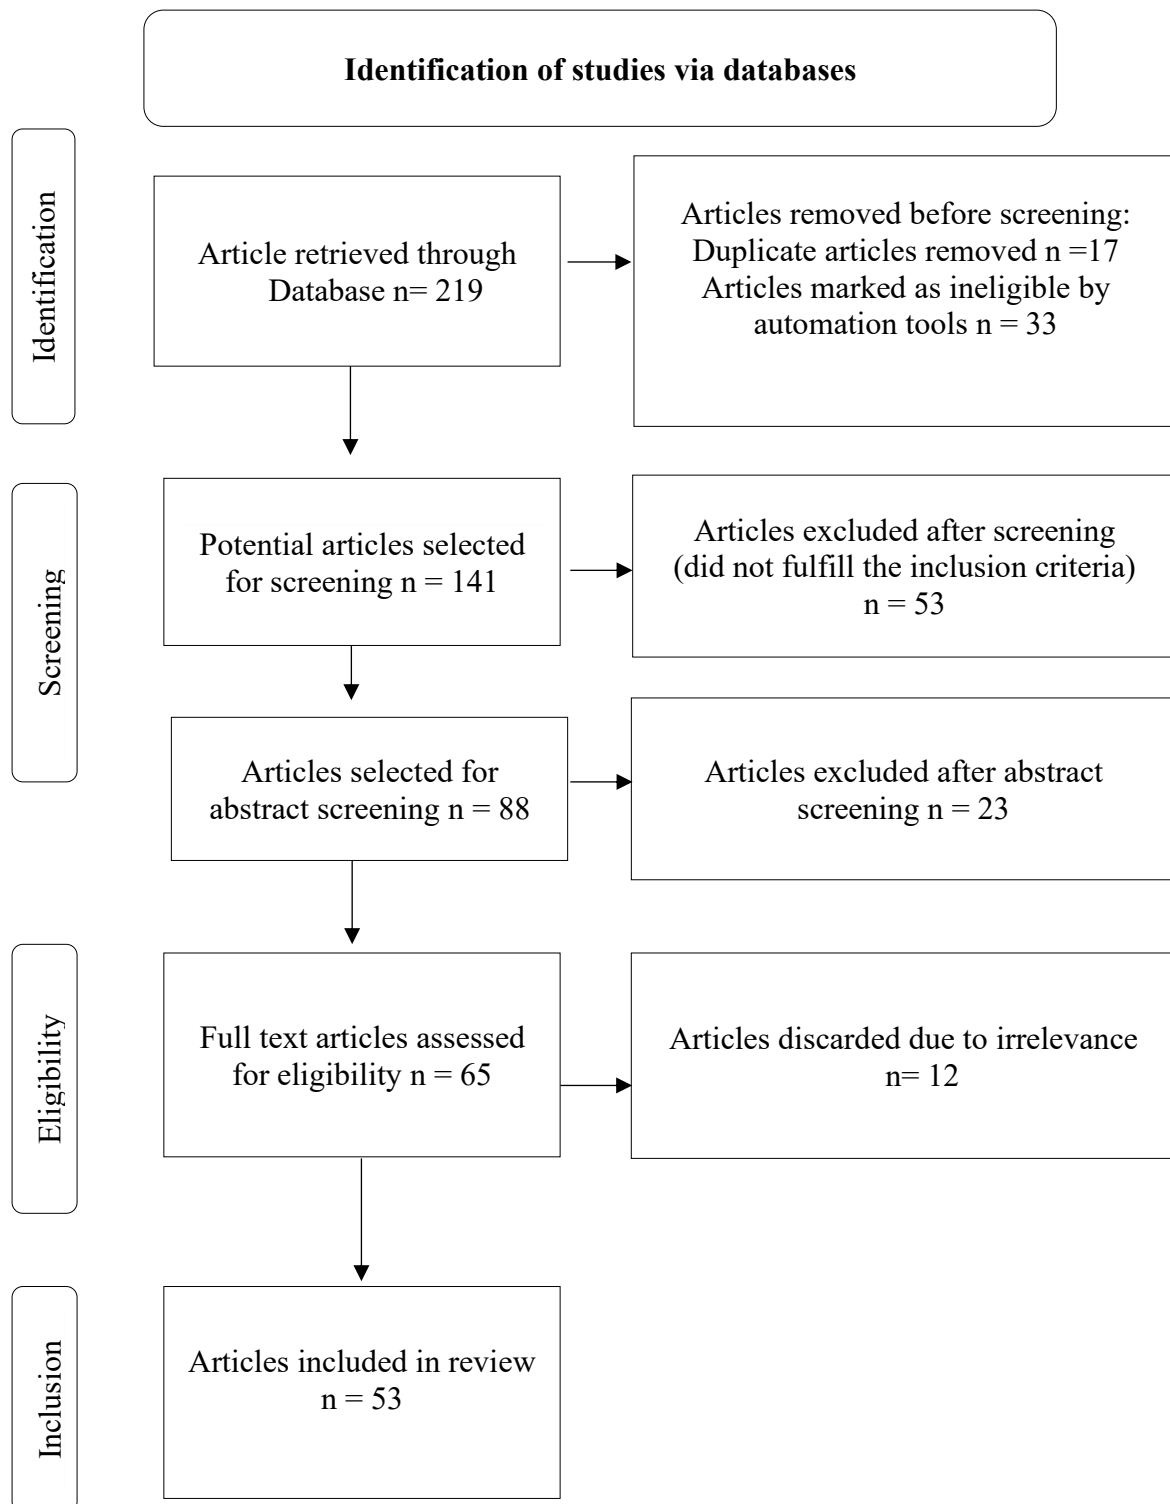 Identification of studies via databases
Identification
Article retrieved through
Database n= 219
Articles removed before screening:
Duplicate articles removed n =17
Articles marked as ineligible by
automation tools n = 33
Screening
Potential articles selected
for screening n = 141
Articles excluded after screening
(did not fulfill the inclusion criteria)
n = 53
Articles selected for
abstract screening n = 88
Articles excluded after abstract
screening n = 23
Eligibility
Full text articles assessed
for eligibility n = 65
Articles discarded due to irrelevance
n= 12
Inclusion
Articles included in review
n = 53